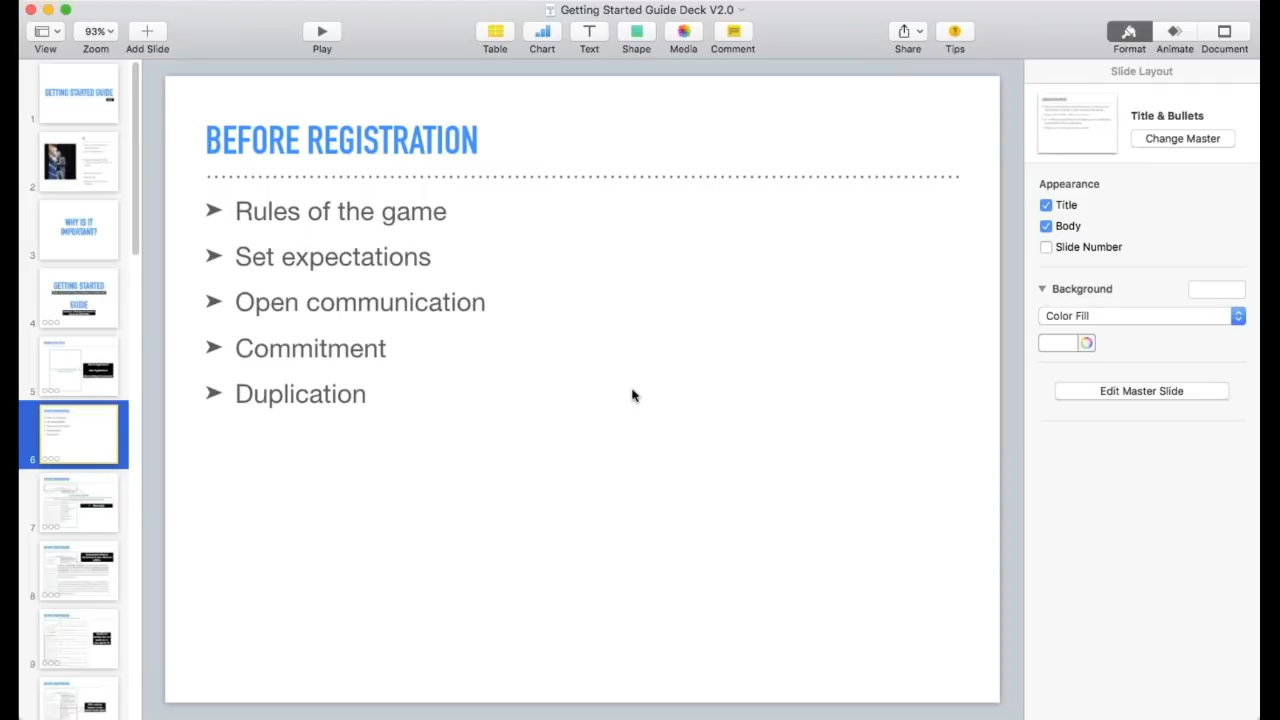 Getting Started Guide Deck V2.0
93%
View
Zoom
Add Slide
Play
Table
Chart
Text
Shape
Media
Comment
Share
Tips
Format
Animate
Document
GETTING STARTED GUIDE
1
2
WHY IS IT
IMPORTANT?
3
GETTING STARTED
GUIDE
4
5
6
7
8
9
BEFORE REGISTRATION
➤ Rules of the game
➤ Set expectations
➤ Open communication
➤ Commitment
➤ Duplication
Slide Layout
Title & Bullets
Change Master
Appearance
Title
Body
Slide Number
Background
Color Fill
Edit Master Slide